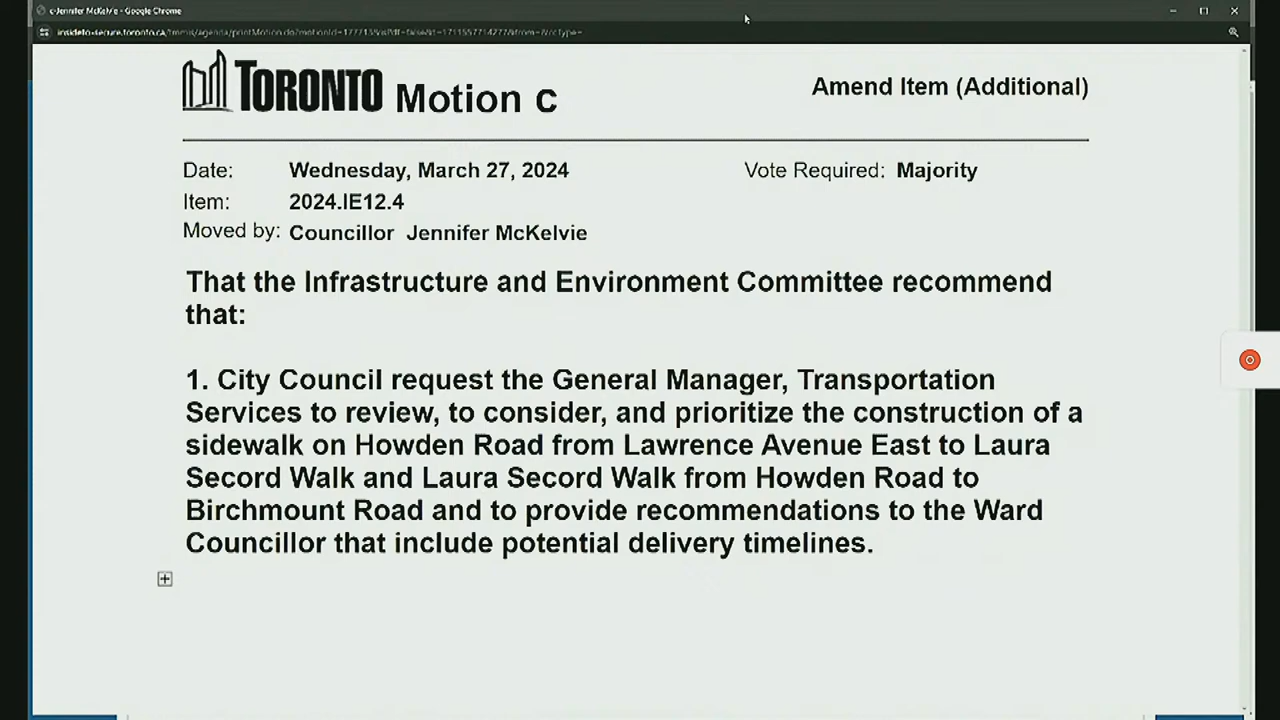 c-Jennifer McKelvie - Google Chrome
TORONTO Motion c
Amend Item (Additional)
Date: Wednesday, March 27, 2024
Vote Required: Majority
Item: 2024.IE12.4
Moved by: Councillor Jennifer McKelvie
That the Infrastructure and Environment Committee recommend
that:
1. City Council request the General Manager, Transportation
Services to review, to consider, and prioritize the construction of a
sidewalk on Howden Road from Lawrence Avenue East to Laura
Secord Walk and Laura Secord Walk from Howden Road to
Birchmount Road and to provide recommendations to the Ward
Councillor that include potential delivery timelines.